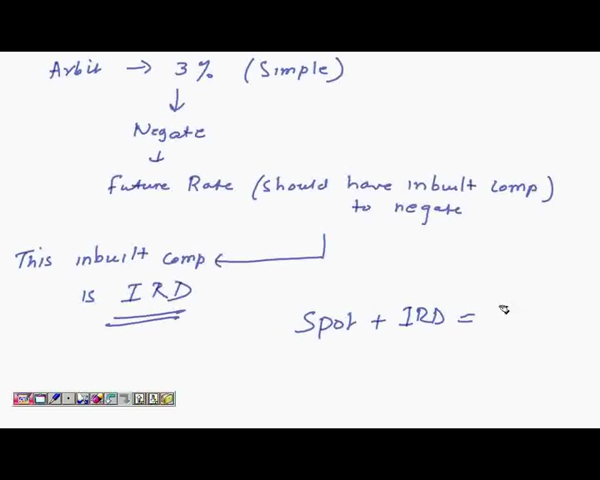 Arbit → 3% (Simple)
↓
Negate
↓
Future Rate (should have inbuilt comp)
to negate
This inbuilt comp ←
is IRD
Spot + IRD =